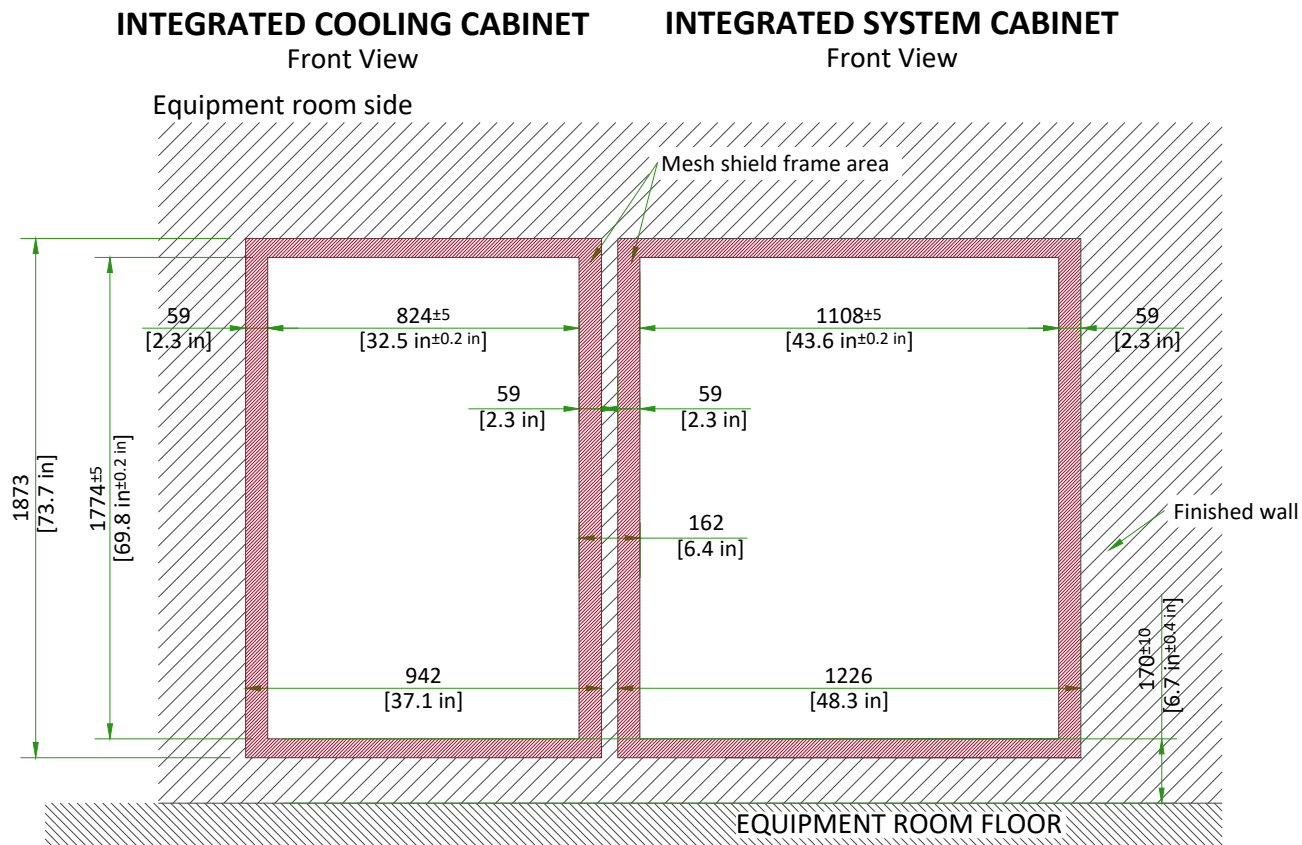 INTEGRATED COOLING CABINET
Front View
INTEGRATED SYSTEM CABINET
Front View
Equipment room side
Mesh shield frame area
59
[2.3 in]
824±5
[32.5 in±0.2 in]
1108±5
[43.6 in±0.2 in]
59
[2.3 in]
59
[2.3 in]
59
[2.3 in]
1873
[73.7 in]
1774±5
[69.8 in±0.2 in]
162
[6.4 in]
Finished wall
942
[37.1 in]
1226
[48.3 in]
170±10
[6.7 in±0.4 in]
EQUIPMENT ROOM FLOOR